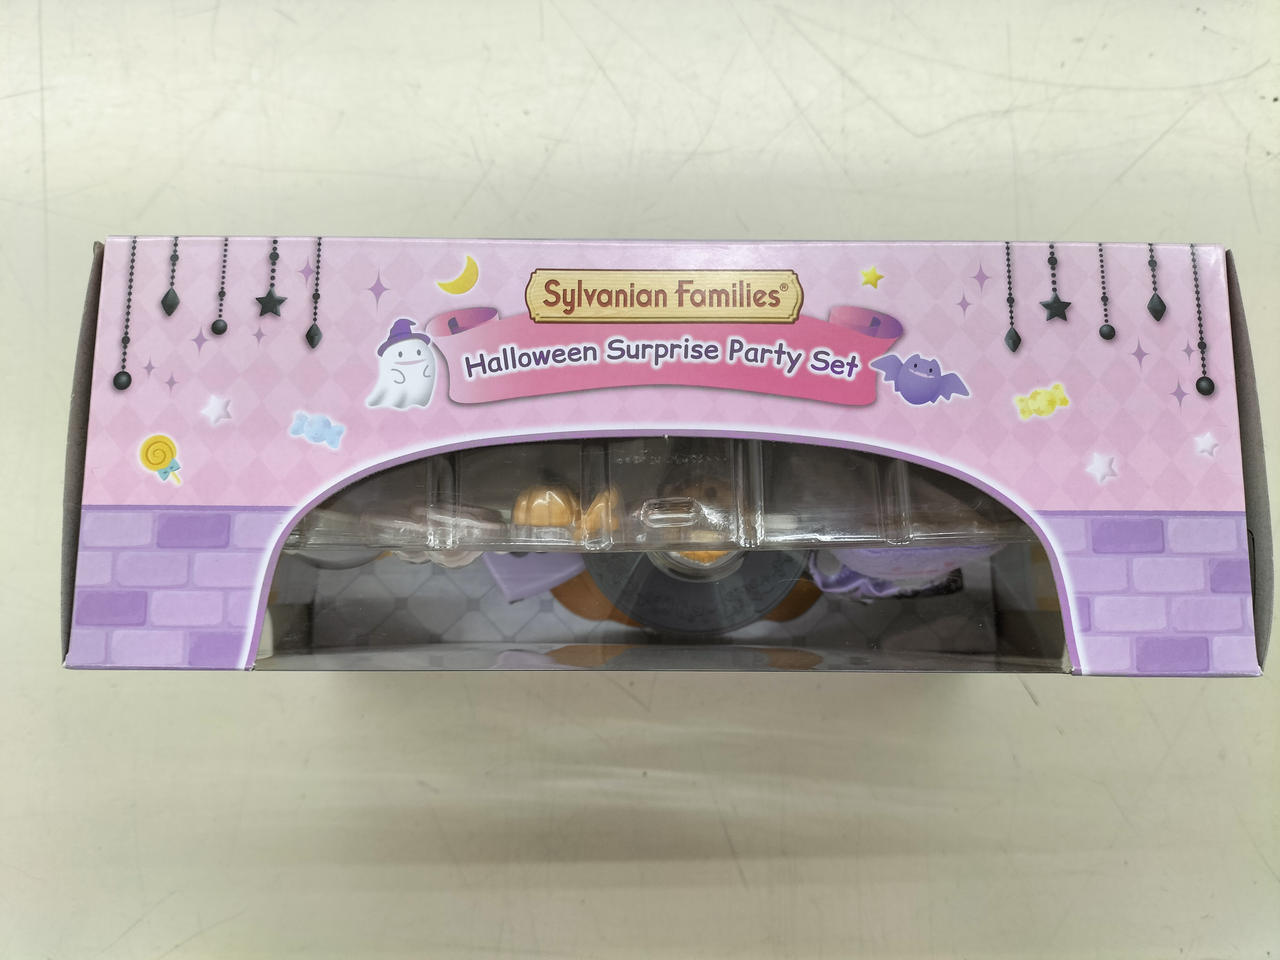 Sylvanian Families®
Halloween Surprise Party Set